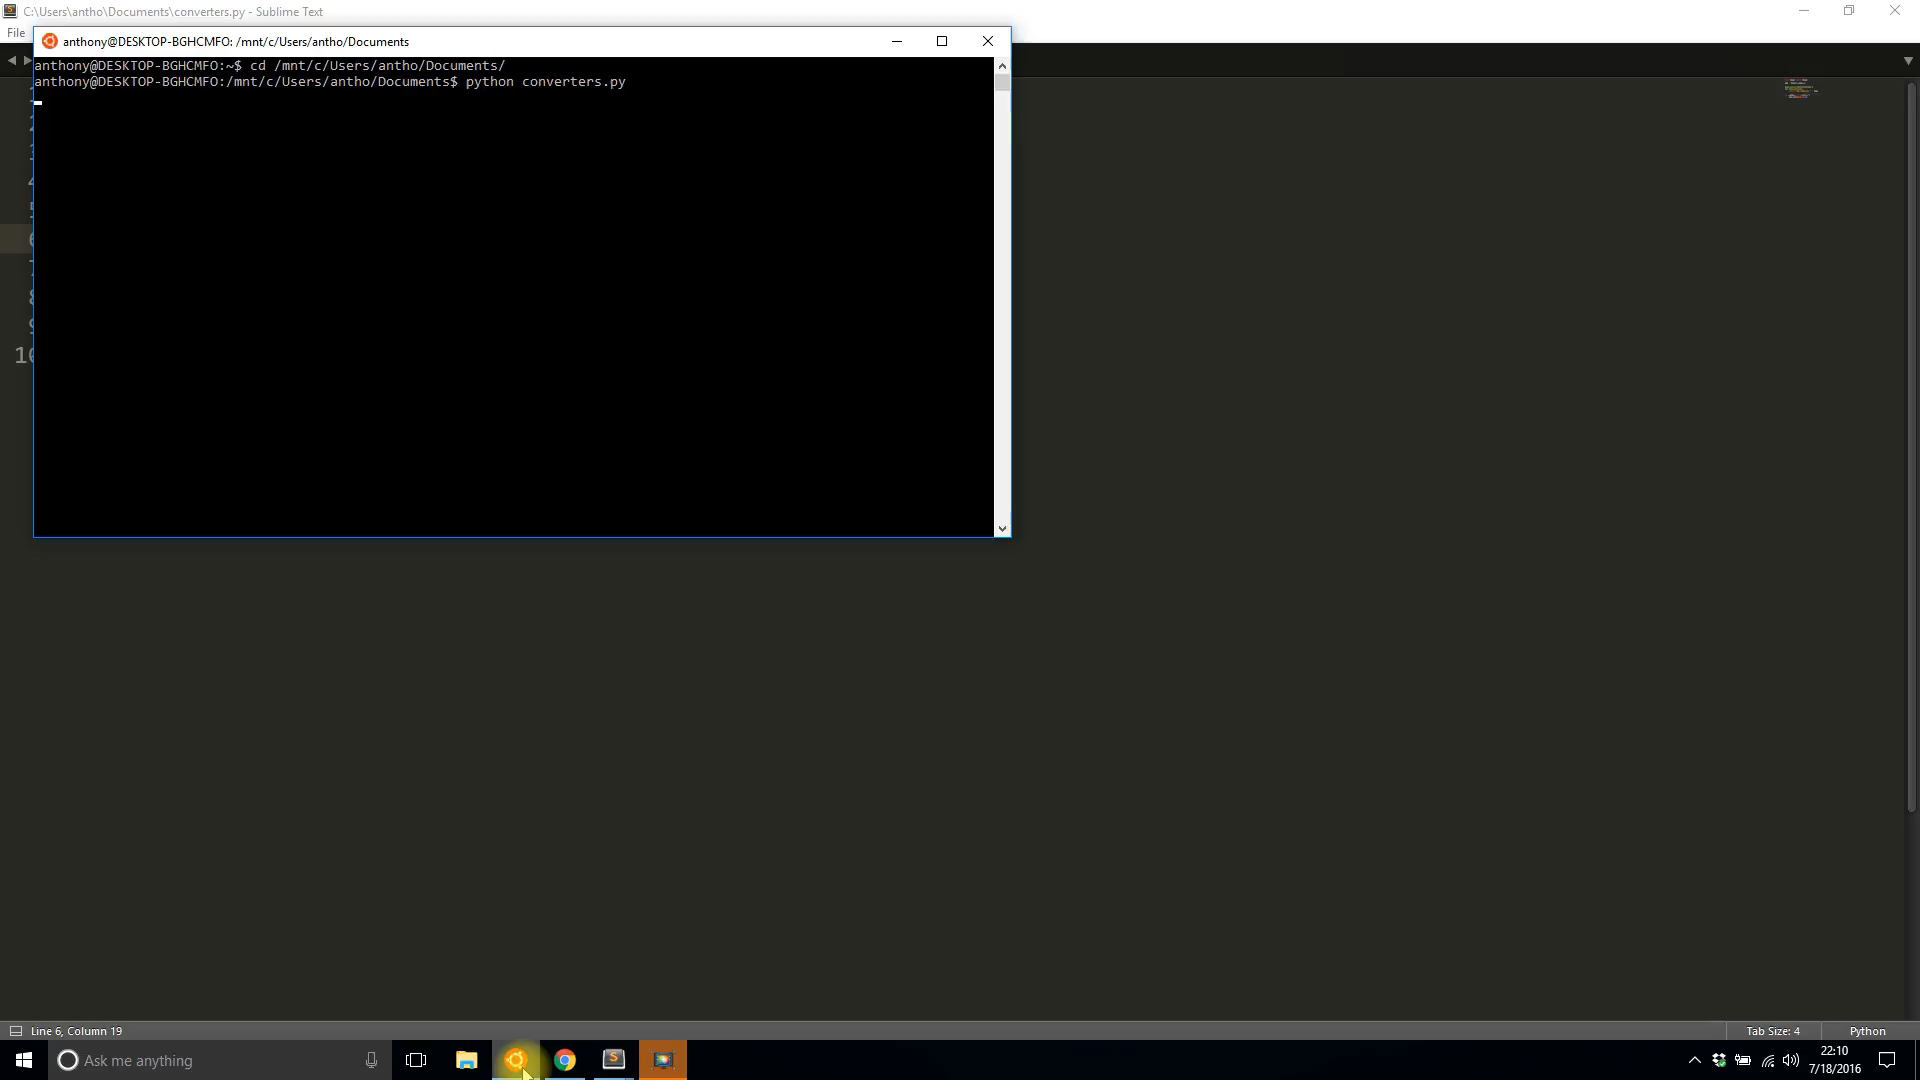 C:\Users\antho\Documents\converters.py - Sublime Text
File
anthony@DESKTOP-BGHCMFO: /mnt/c/Users/antho/Documents
anthony@DESKTOP-BGHCMFO:~$ cd /mnt/c/Users/antho/Documents/
anthony@DESKTOP-BGHCMFO:/mnt/c/Users/antho/Documents$ python converters.py
Line 6, Column 19
Tab Size: 4
Python
Ask me anything
22:10
7/18/2016